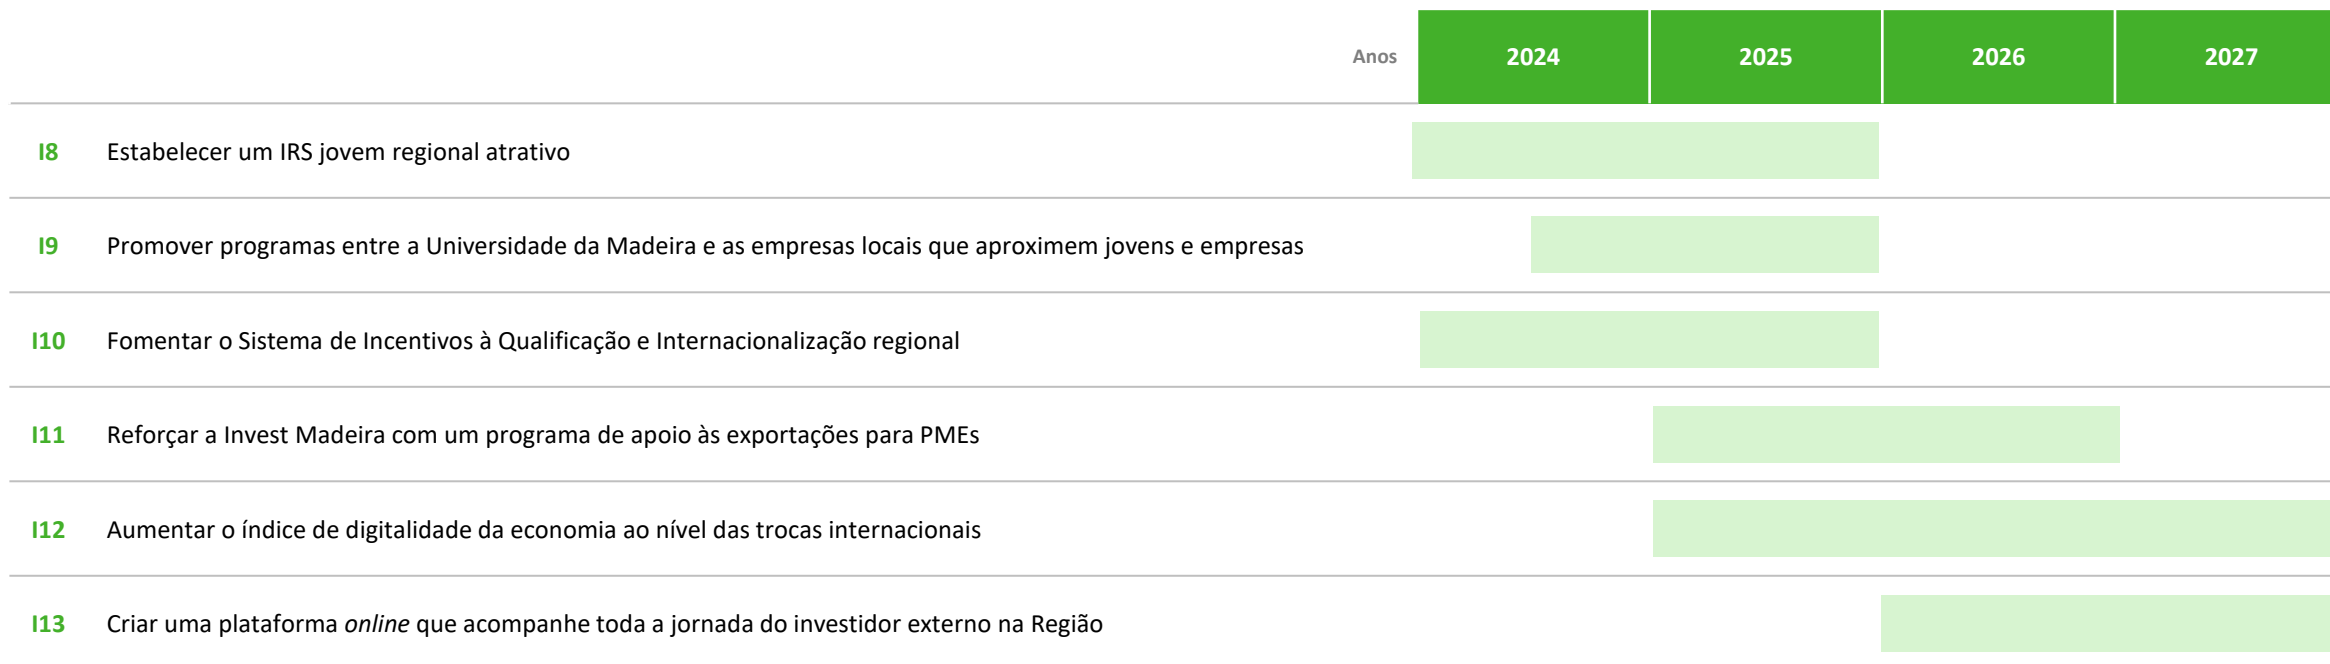 Anos 2024 2025 2026 2027
I8 Estabelecer um IRS jovem regional atrativo
I9 Promover programas entre a Universidade da Madeira e as empresas locais que aproximem jovens e empresas
I10 Fomentar o Sistema de Incentivos à Qualificação e Internacionalização regional
I11 Reforçar a Invest Madeira com um programa de apoio às exportações para PMEs
I12 Aumentar o índice de digitalidade da economia ao nível das trocas internacionais
I13 Criar uma plataforma online que acompanhe toda a jornada do investidor externo na Região